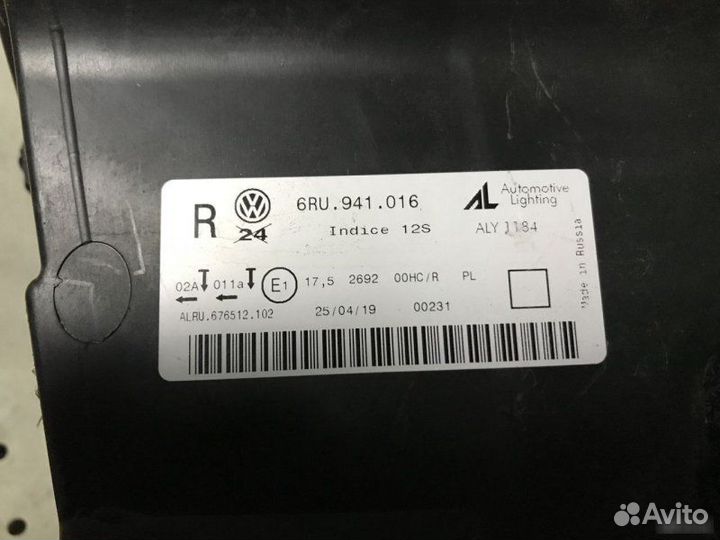 R
24
6RU.941.016
Indice 12S
AL Automotive Lighting
ALY 1184
02A 011a E1 17,5 2692 00HC/R PL
ALRU.676512.102 25/04/19 00231
Made in Russia
Avito